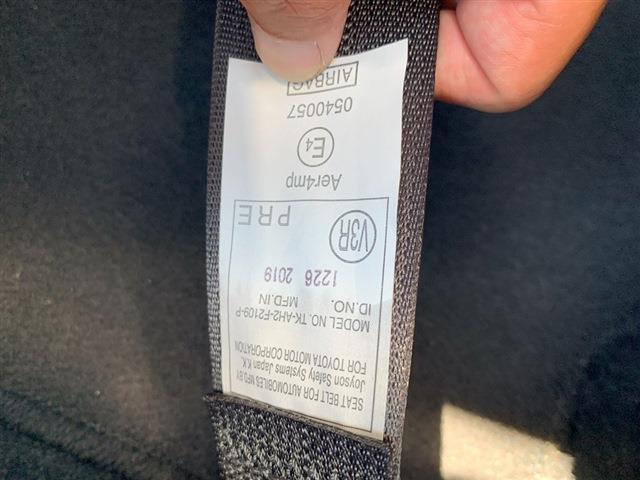 SEAT BELT FOR AUTOMOBILES MFD BY
Joyson Safety Systems Japan K.K.
FOR TOYOTA MOTOR CORPORATION
MODEL NO. TK-AH2-F2109-P
ID.NO. MFD.IN
1226 2019
V3R PRE
Aer4mp
E4
0540057
AIRBAG